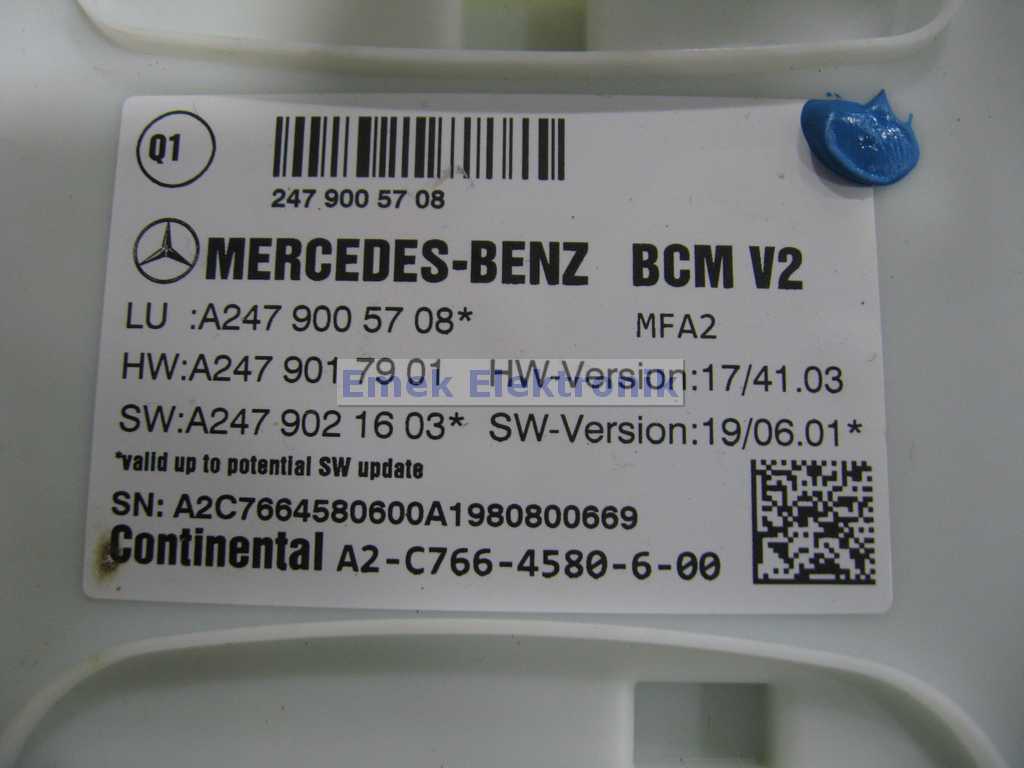 Q1
247 900 57 08
MERCEDES-BENZ BCM V2
LU :A247 900 57 08* MFA2
HW:A247 901 79 01 HW-Version:17/41.03
Emek Elektronik
SW:A247 902 16 03* SW-Version:19/06.01*
*valid up to potential SW update
SN: A2C7664580600A1980800669
Continental A2-C766-4580-6-00